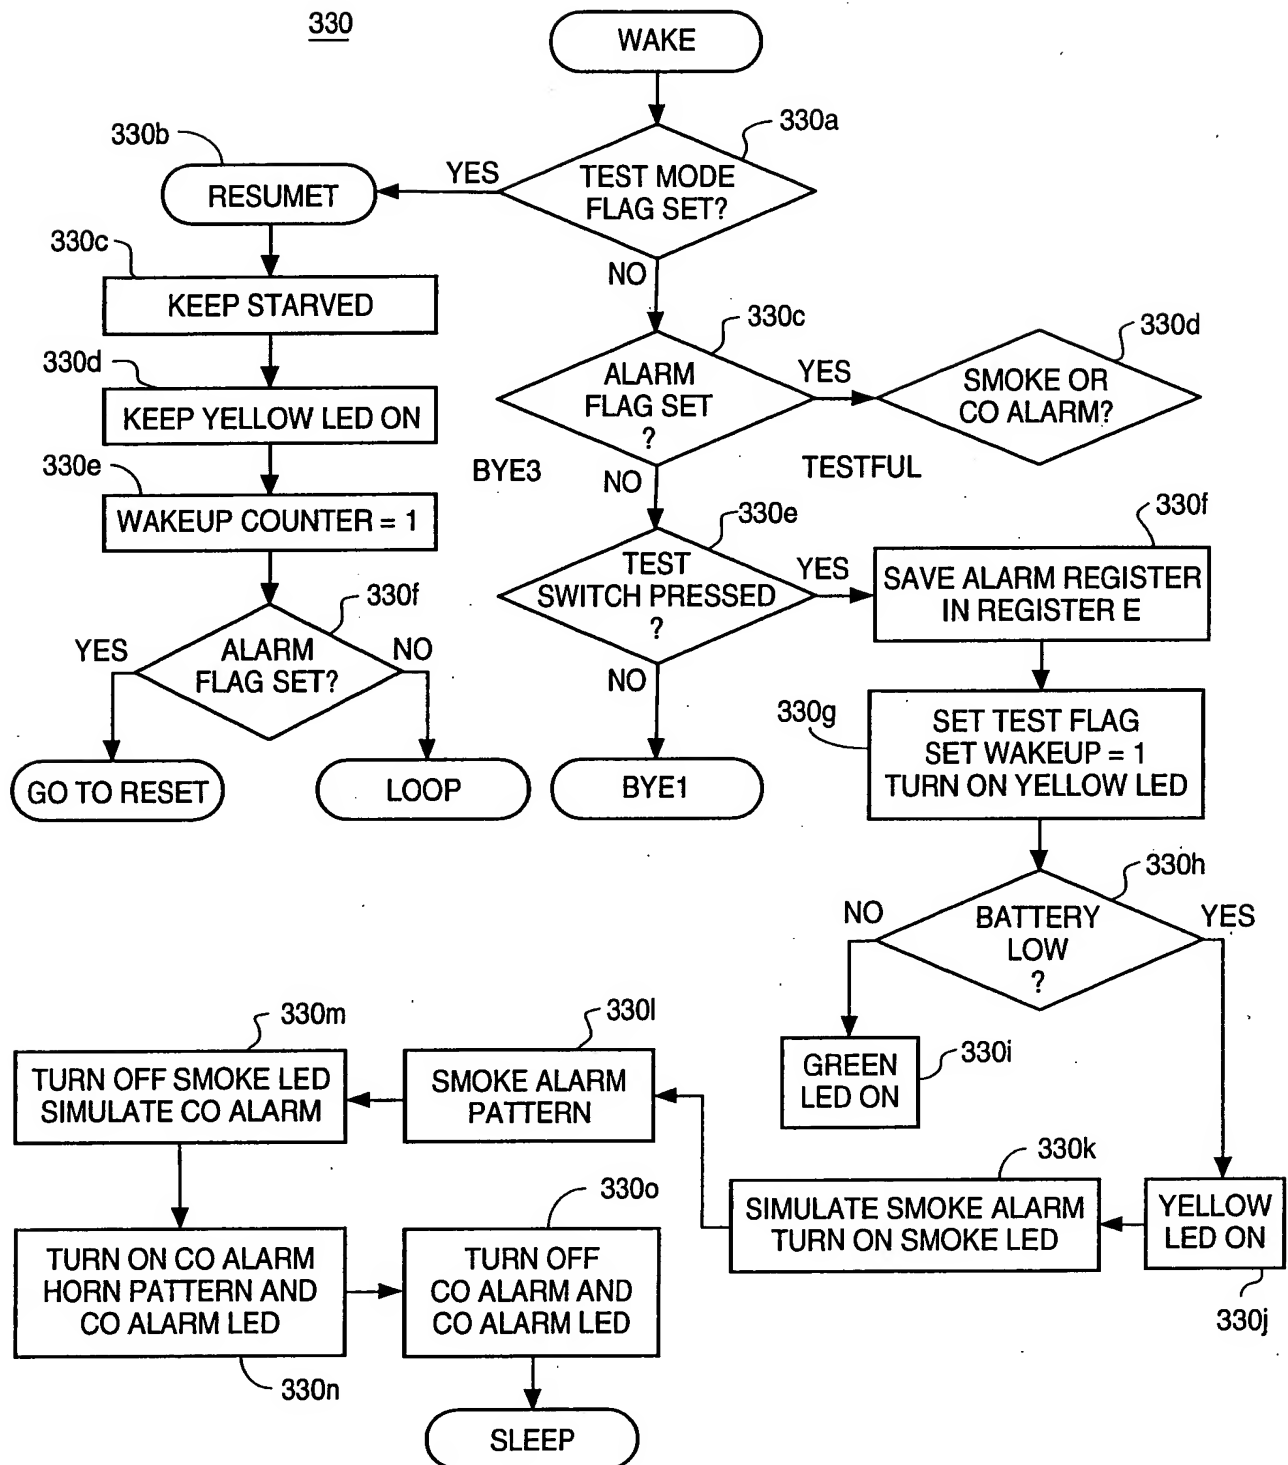 330
WAKE
330a
330b
YES
TEST MODE
FLAG SET?
RESUMET
330c
NO
KEEP STARVED
330c
330d
330d
ALARM
FLAG SET
?
YES
SMOKE OR
CO ALARM?
KEEP YELLOW LED ON
330e
BYE3
NO
TESTFUL
WAKEUP COUNTER = 1
330e
330f
TEST
SWITCH PRESSED
?
YES
SAVE ALARM REGISTER
IN REGISTER E
330f
YES
ALARM
FLAG SET?
NO
NO
330g
SET TEST FLAG
SET WAKEUP = 1
TURN ON YELLOW LED
GO TO RESET
LOOP
BYE1
330h
NO
BATTERY
LOW
?
YES
330m
330l
330i
GREEN
LED ON
TURN OFF SMOKE LED
SIMULATE CO ALARM
SMOKE ALARM
PATTERN
330k
330o
SIMULATE SMOKE ALARM
TURN ON SMOKE LED
YELLOW
LED ON
330j
TURN ON CO ALARM
HORN PATTERN AND
CO ALARM LED
TURN OFF
CO ALARM AND
CO ALARM LED
330n
SLEEP